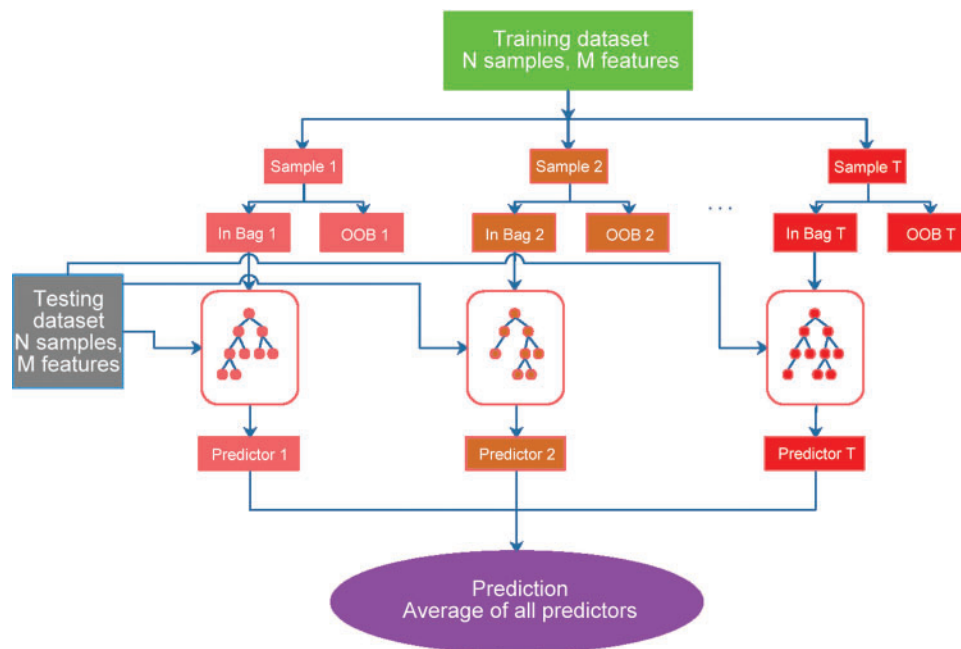 Training dataset
N samples, M features
Sample 1
Sample 2
Sample T
In Bag 1
OOB 1
In Bag 2
OOB 2
...
In Bag T
OOB T
Testing
dataset
N samples,
M features
Predictor 1
Predictor 2
Predictor T
Prediction
Average of all predictors